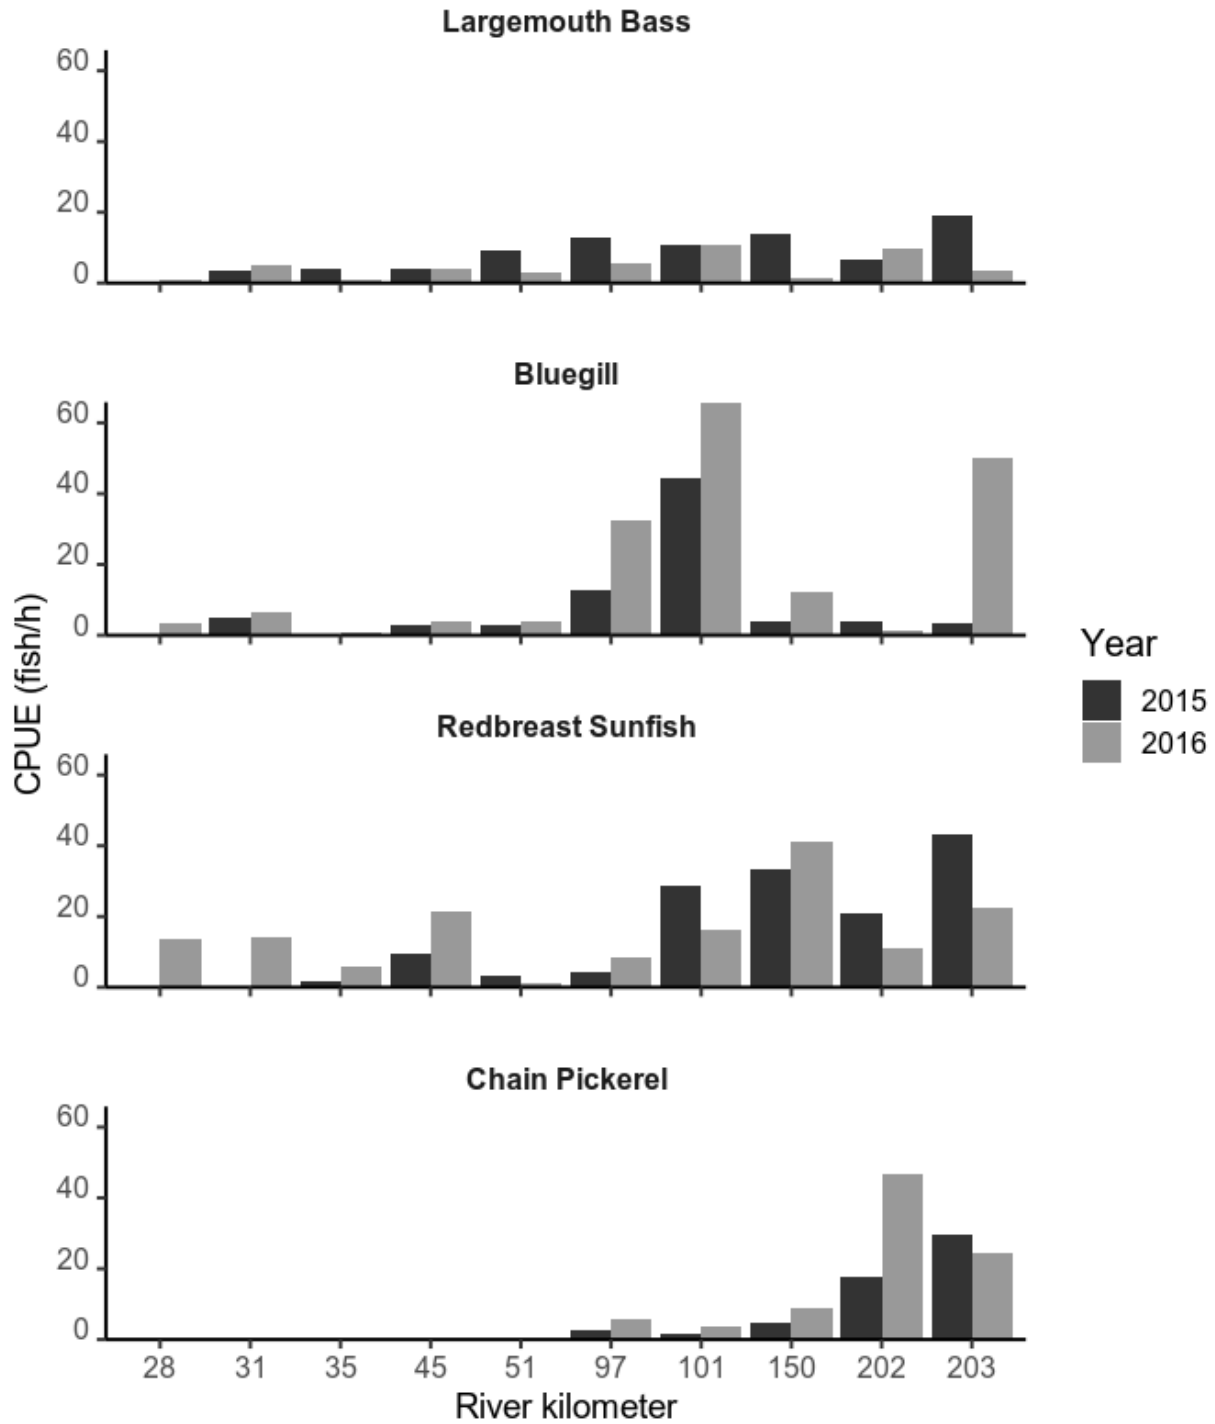 Largemouth Bass
60
40
20
0
Bluegill
60
40
20
0
CPUE (fish/h)
Year
2015
2016
Redbreast Sunfish
60
40
20
0
Chain Pickerel
60
40
20
0
28 31 35 45 51 97 101 150 202 203
River kilometer